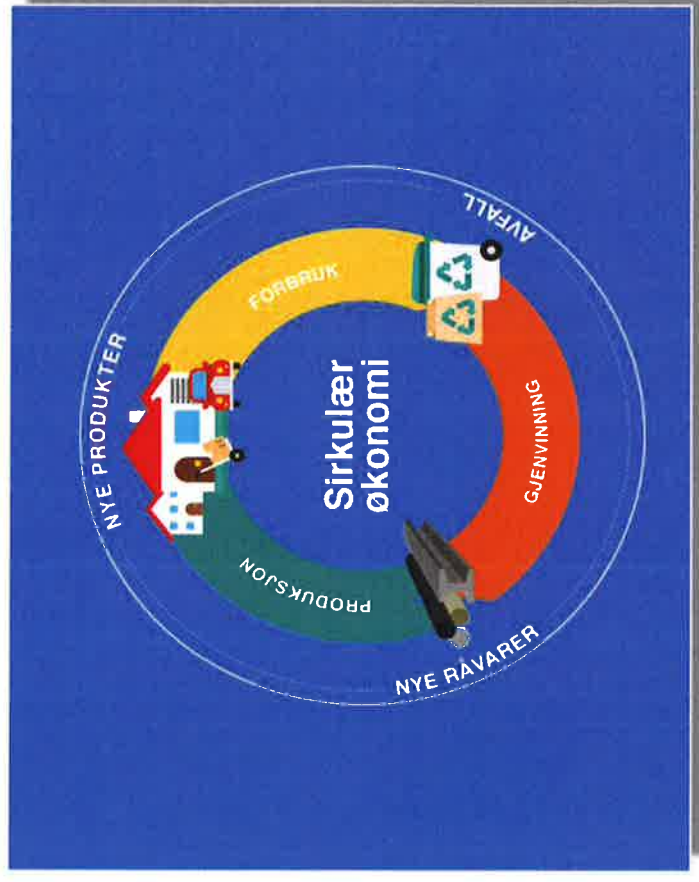 Sirkulær
økonomi
NYE PRODUKTER
FORBRUK
AVFALL
GJENVINNING
NYE RÅVARER
PRODUKSJON